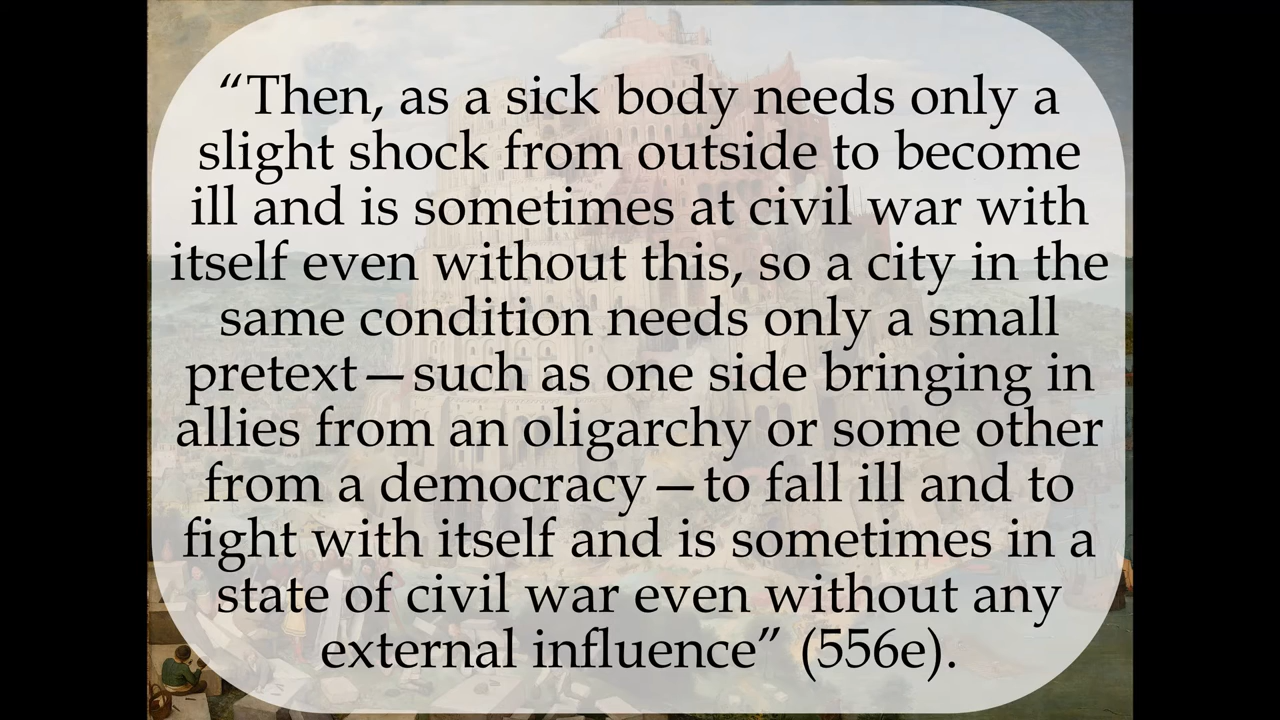 “Then, as a sick body needs only a
slight shock from outside to become
ill and is sometimes at civil war with
itself even without this, so a city in the
same condition needs only a small
pretext—such as one side bringing in
allies from an oligarchy or some other
from a democracy—to fall ill and to
fight with itself and is sometimes in a
state of civil war even without any
external influence” (556e).